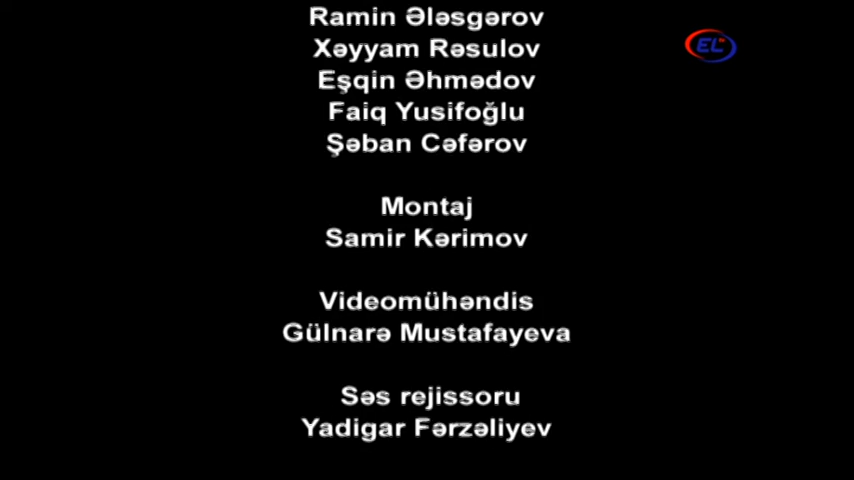 Ramin Ələsgərov
Xəyyam Rəsulov
Eşqin Əhmədov
Faiq Yusifoğlu
Şəban Cəfərov
Montaj
Samir Kərimov
Videomühəndis
Gülnarə Mustafayeva
Səs rejissoru
Yadigar Fərzəliyev
EL